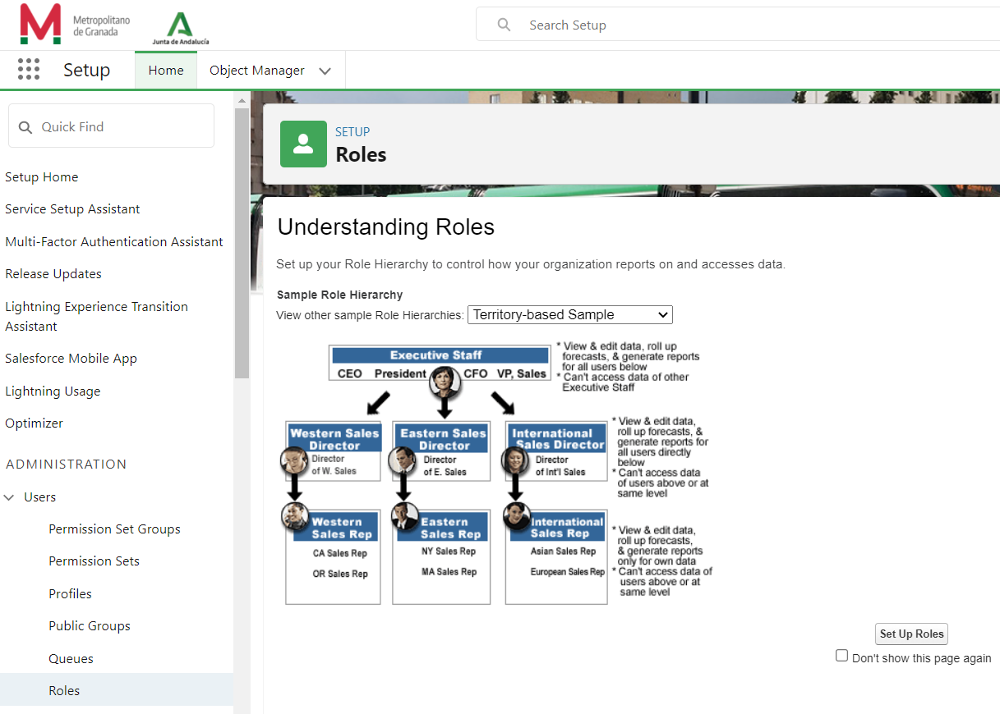 Metropolitano
de Granada
Junta de Andalucía
Search Setup
Setup
Home
Object Manager
Quick Find
Setup Home
Service Setup Assistant
Multi-Factor Authentication Assistant
Release Updates
Lightning Experience Transition
Assistant
Salesforce Mobile App
Lightning Usage
Optimizer
ADMINISTRATION
Users
Permission Set Groups
Permission Sets
Profiles
Public Groups
Queues
Roles
SETUP
Roles
Understanding Roles
Set up your Role Hierarchy to control how your organization reports on and accesses data.
Sample Role Hierarchy
View other sample Role Hierarchies: Territory-based Sample
Executive Staff
CEO President CFO VP, Sales
* View & edit data, roll up
forecasts, & generate reports
for all users below
* Can't access data of other
Executive Staff
Western Sales
Director
Director
of W. Sales
Eastern Sales
Director
Director
of E. Sales
International
Sales Director
Director
of Int'l Sales
* View & edit data,
roll up forecasts, &
generate reports for
all users directly
below
* Can't access data
of users above or at
same level
Western
Sales Rep
CA Sales Rep
OR Sales Rep
Eastern
Sales Rep
NY Sales Rep
MA Sales Rep
International
Sales Rep
Asian Sales Rep
European Sales Rep
* View & edit data,
roll up forecasts,
& generate reports
only for own data
* Can't access data of
users above or at
same level
Set Up Roles
Don't show this page again